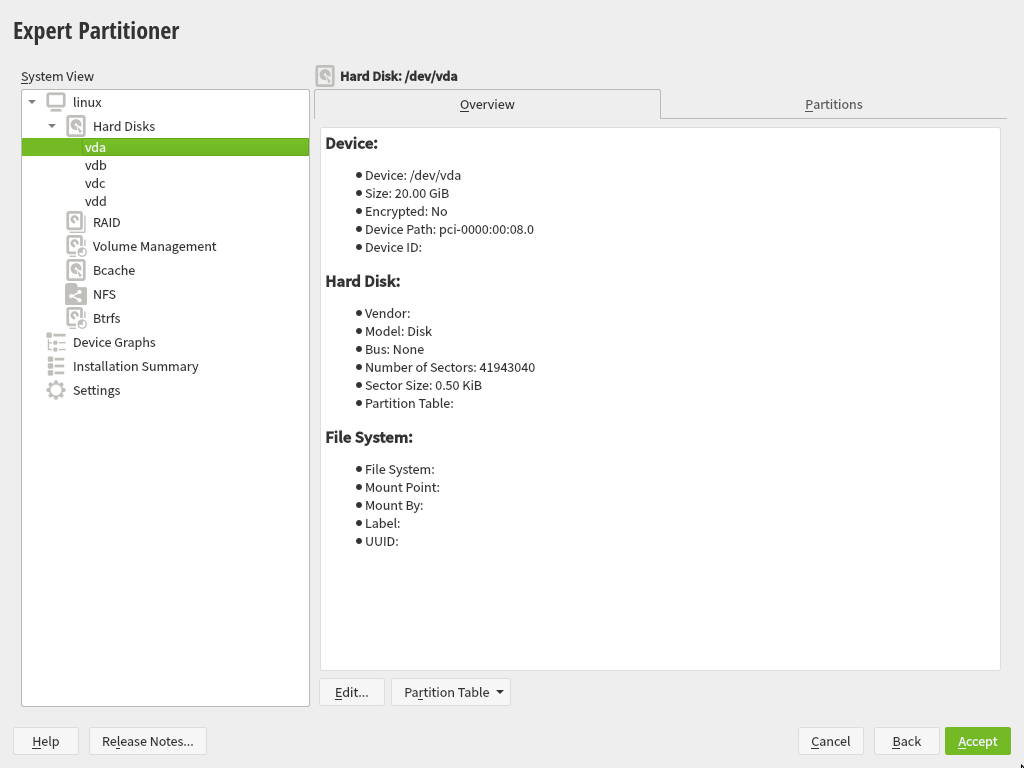 Expert Partitioner
System View
linux
Hard Disks
vda
vdb
vdc
vdd
RAID
Volume Management
Bcache
NFS
Btrfs
Device Graphs
Installation Summary
Settings
Hard Disk: /dev/vda
Overview
Partitions
Device:
Device: /dev/vda
Size: 20.00 GiB
Encrypted: No
Device Path: pci-0000:00:08.0
Device ID:
Hard Disk:
Vendor:
Model: Disk
Bus: None
Number of Sectors: 41943040
Sector Size: 0.50 KiB
Partition Table:
File System:
File System:
Mount Point:
Mount By:
Label:
UUID:
Edit...
Partition Table
Help
Release Notes...
Cancel
Back
Accept